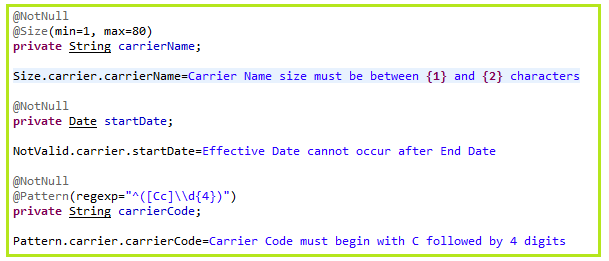 @NotNull
@Size(min=1, max=80)
private String carrierName;
Size.carrier.carrierName=Carrier Name size must be between {1} and {2} characters
@NotNull
private Date startDate;
NotValid.carrier.startDate=Effective Date cannot occur after End Date
@NotNull
@Pattern(regexp="^([Cc]\\d{4})")
private String carrierCode;
Pattern.carrier.carrierCode=Carrier Code must begin with C followed by 4 digits